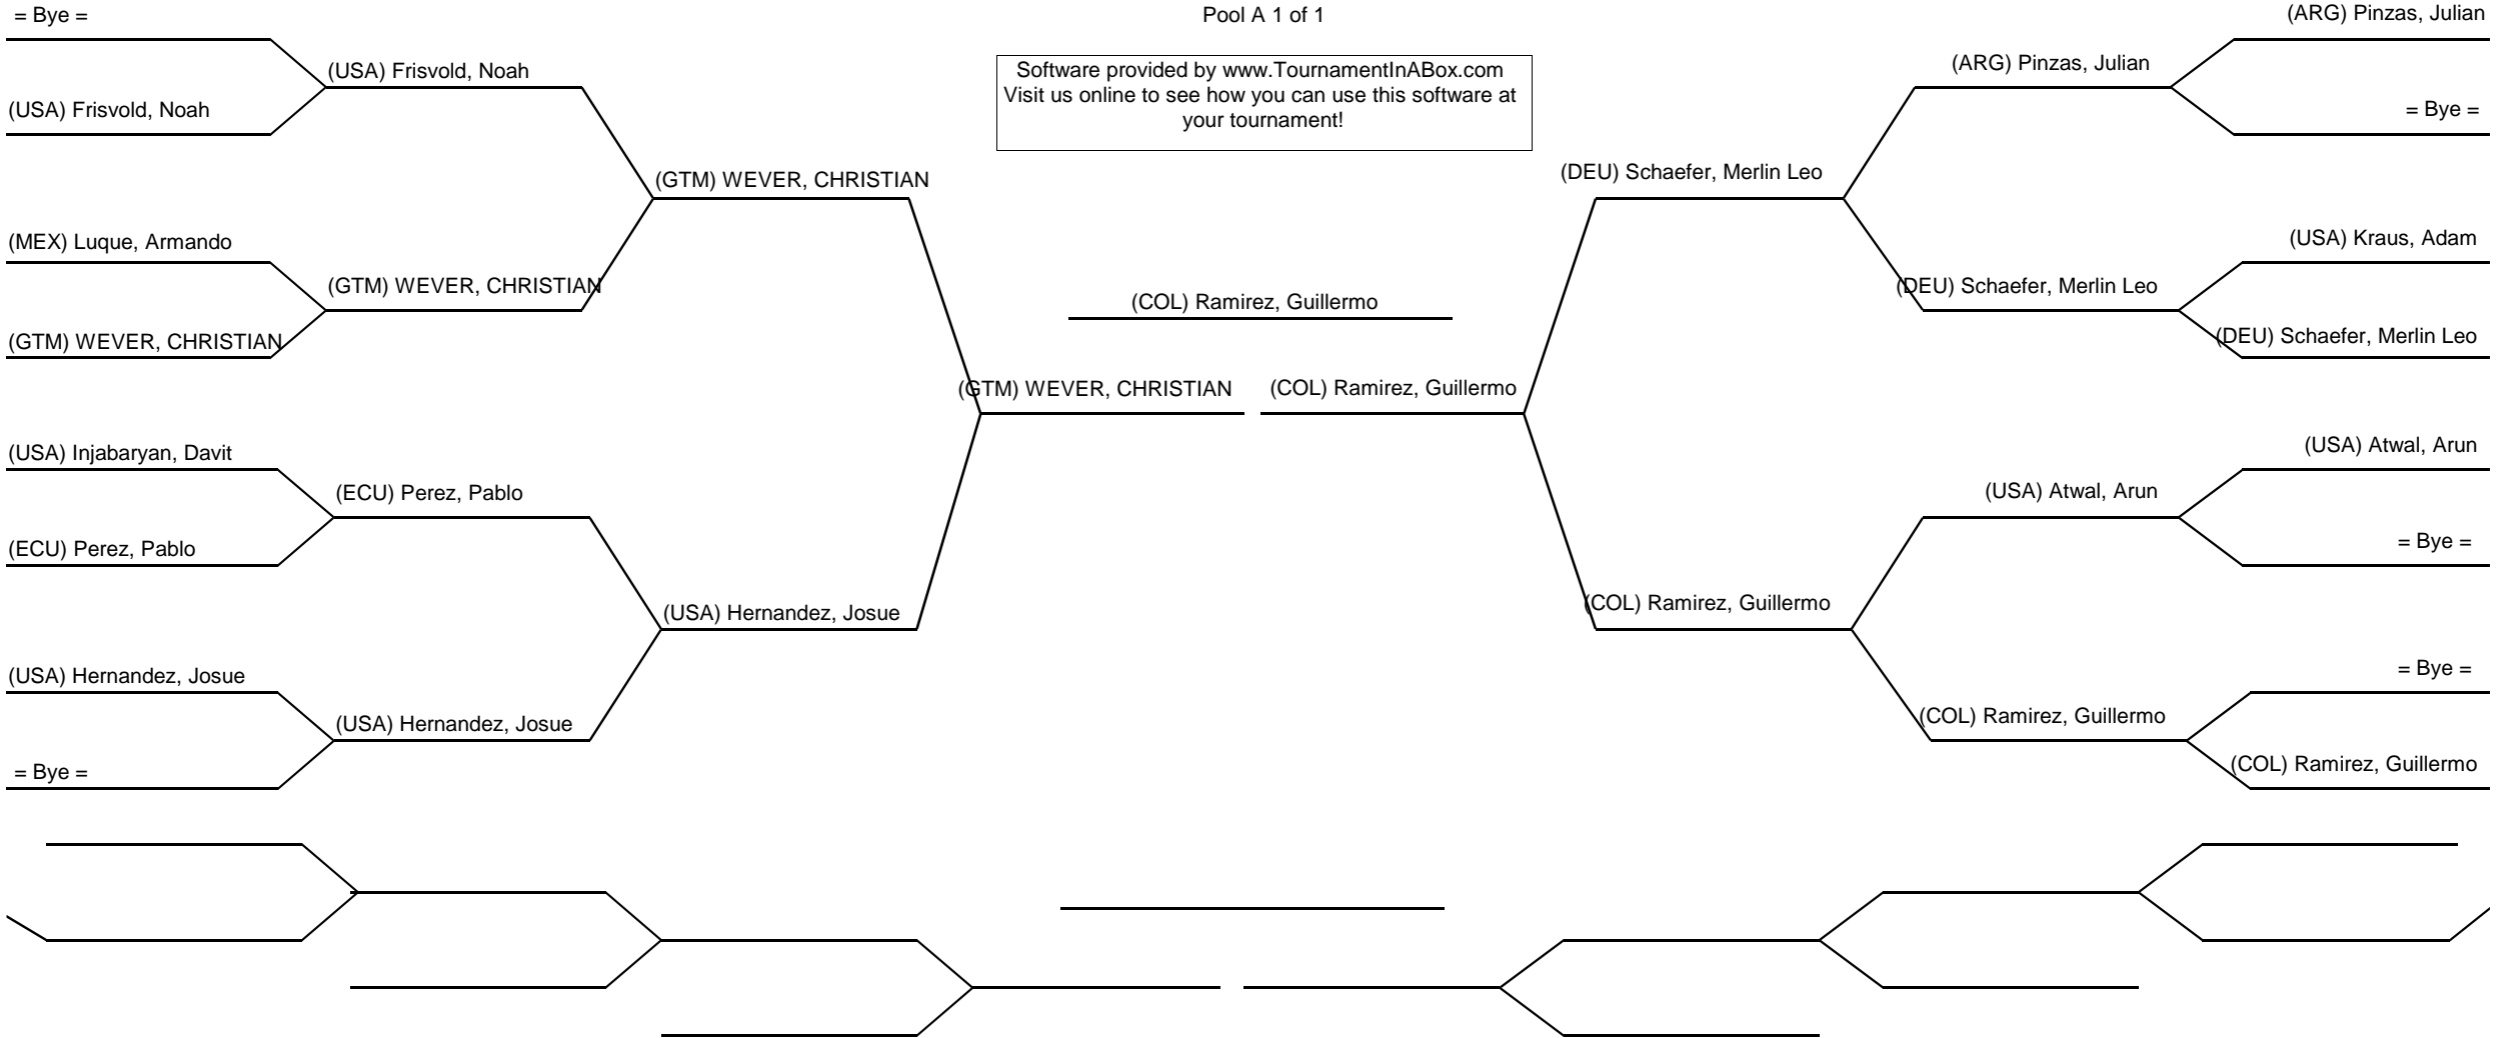 = Bye =
Pool A 1 of 1
(ARG) Pinzas, Julian
(USA) Frisvold, Noah
Software provided by www.TournamentInABox.com
Visit us online to see how you can use this software at
your tournament!
(ARG) Pinzas, Julian
(USA) Frisvold, Noah
= Bye =
(GTM) WEVER, CHRISTIAN
(DEU) Schaefer, Merlin Leo
(MEX) Luque, Armando
(USA) Kraus, Adam
(GTM) WEVER, CHRISTIAN
(COL) Ramirez, Guillermo
(DEU) Schaefer, Merlin Leo
(GTM) WEVER, CHRISTIAN
(DEU) Schaefer, Merlin Leo
(GTM) WEVER, CHRISTIAN
(COL) Ramirez, Guillermo
(USA) Injabaryan, Davit
(USA) Atwal, Arun
(ECU) Perez, Pablo
(USA) Atwal, Arun
(ECU) Perez, Pablo
= Bye =
(USA) Hernandez, Josue
(COL) Ramirez, Guillermo
(USA) Hernandez, Josue
= Bye =
(USA) Hernandez, Josue
(COL) Ramirez, Guillermo
= Bye =
(COL) Ramirez, Guillermo